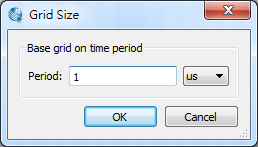 Grid Size
Base grid on time period
Period: 1 us
OK Cancel